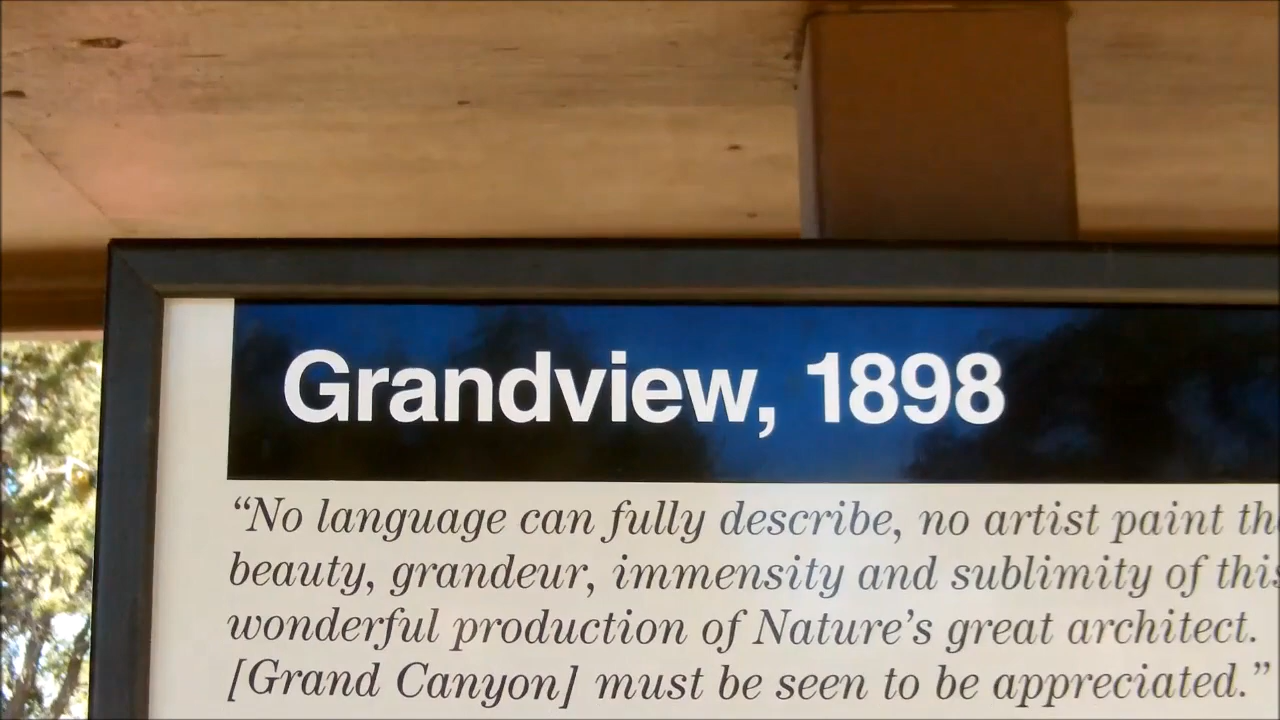 Grandview, 1898
“No language can fully describe, no artist paint
beauty, grandeur, immensity and sublimity of this
wonderful production of Nature’s great architect.
[Grand Canyon] must be seen to be appreciated.”